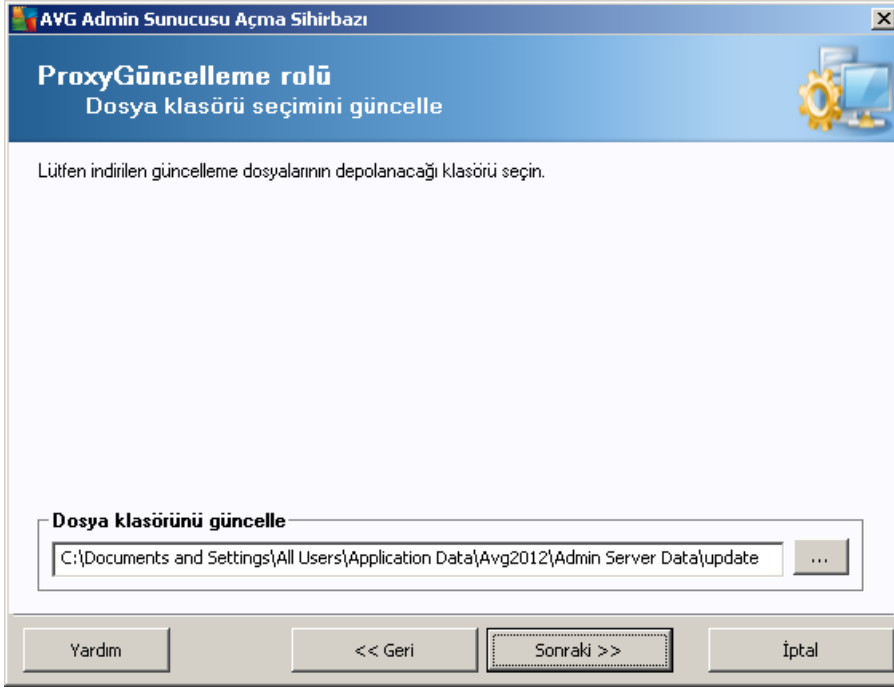 AVG Admin Sunucusu Açma Sihirbazı
ProxyGüncelleme rolü
Dosya klasörü seçimini güncelle
Lütfen indirilen güncelleme dosyalarının depolanacağı klasörü seçin.
Dosya klasörünü güncelle
C:\Documents and Settings\All Users\Application Data\Avg2012\Admin Server Data\update
...
Yardım
<< Geri
Sonraki >>
İptal